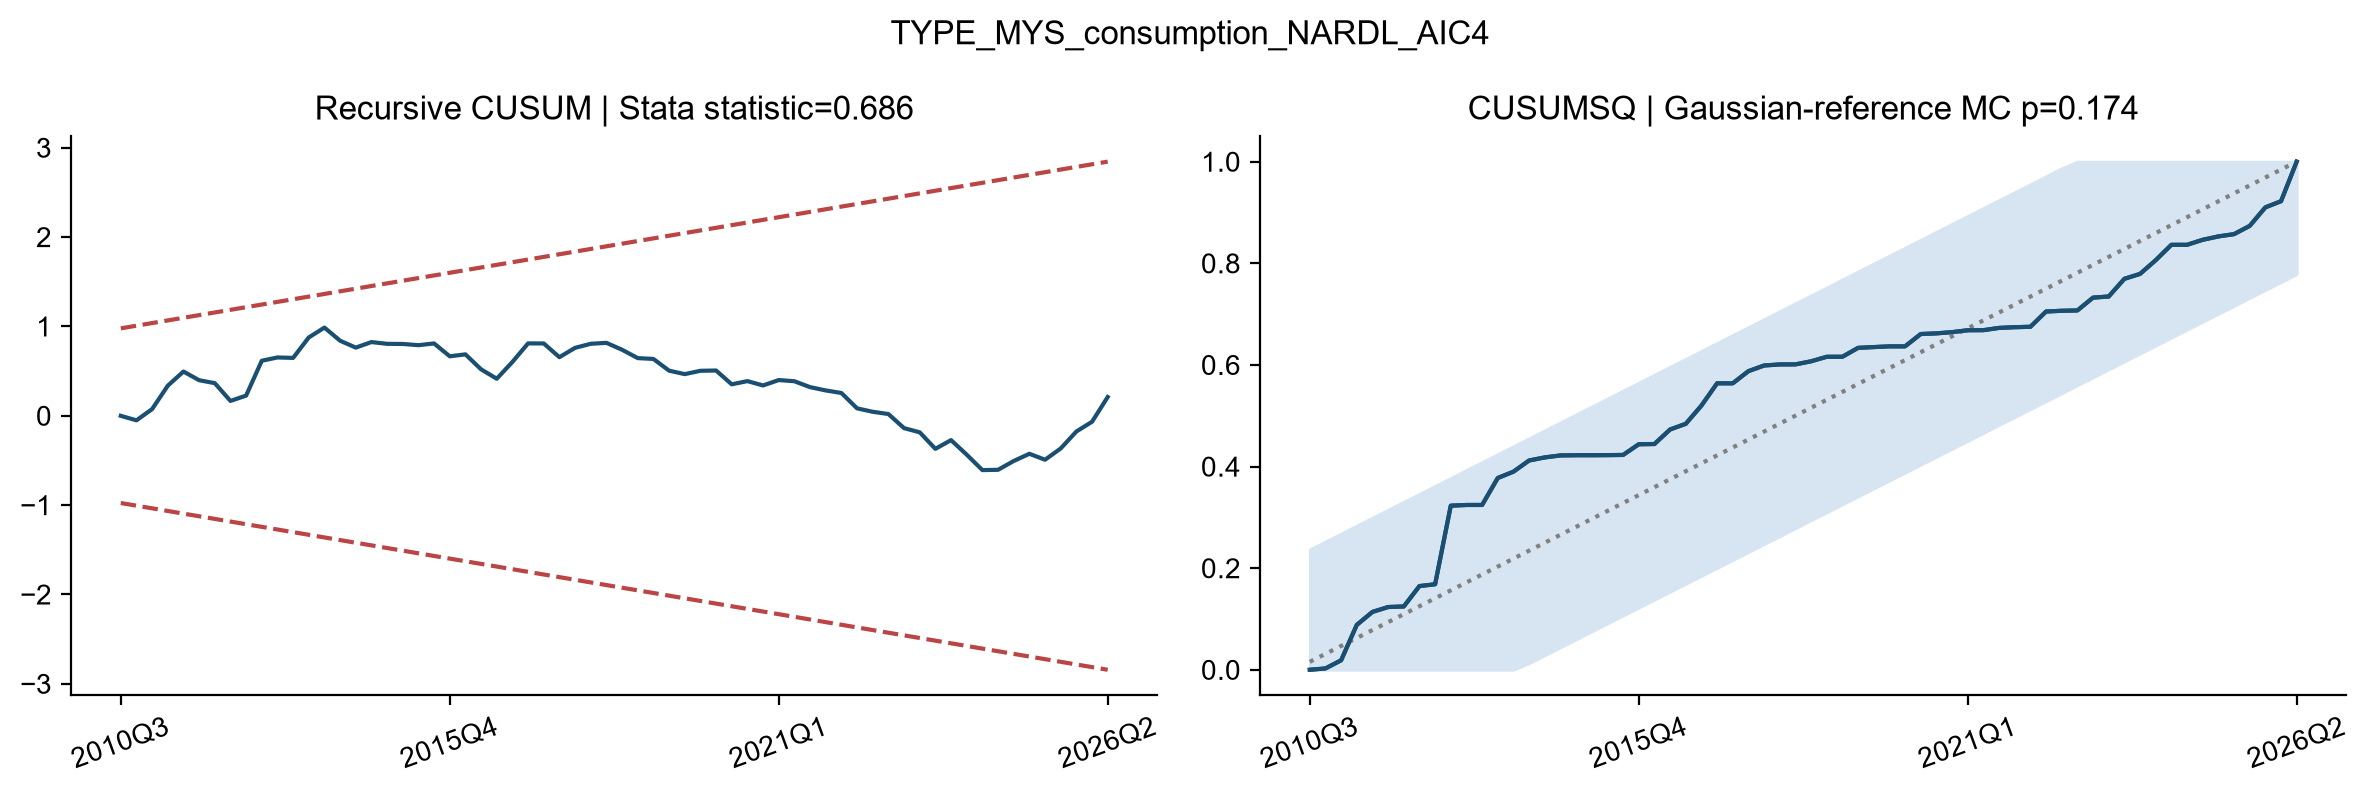 TYPE_MYS_consumption_NARDL_AIC4
Recursive CUSUM | Stata statistic=0.686
3
2
1
0
−1
−2
−3
2010Q3
2015Q4
2021Q1
2026Q2
CUSUMSQ | Gaussian-reference MC p=0.174
1.0
0.8
0.6
0.4
0.2
0.0
2010Q3
2015Q4
2021Q1
2026Q2